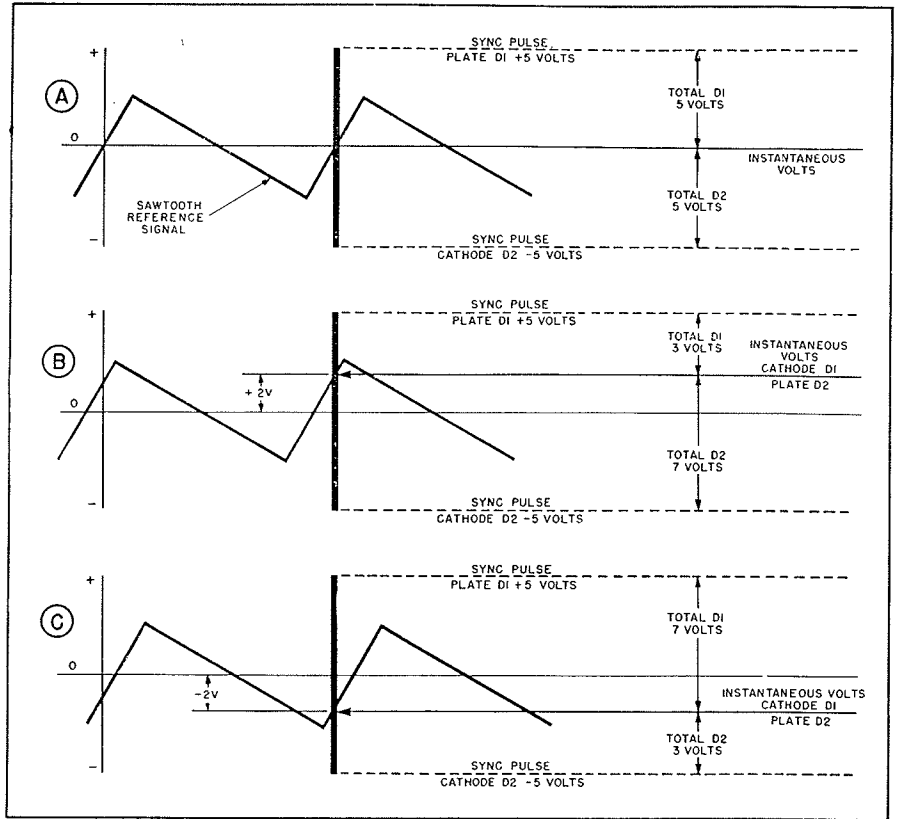 A
+
0
-
SAWTOOTH
REFERENCE
SIGNAL
SYNC PULSE
PLATE D1 +5 VOLTS
TOTAL D1
5 VOLTS
INSTANTANEOUS
VOLTS
TOTAL D2
5 VOLTS
SYNC PULSE
CATHODE D2 -5 VOLTS
B
+
0
-
+2V
SYNC PULSE
PLATE D1 +5 VOLTS
TOTAL D1
3 VOLTS
INSTANTANEOUS
VOLTS
CATHODE D1
PLATE D2
TOTAL D2
7 VOLTS
SYNC PULSE
CATHODE D2 -5 VOLTS
C
+
0
-
-2V
SYNC PULSE
PLATE D1 +5 VOLTS
TOTAL D1
7 VOLTS
INSTANTANEOUS VOLTS
CATHODE D1
PLATE D2
TOTAL D2
3 VOLTS
SYNC PULSE
CATHODE D2 -5 VOLTS